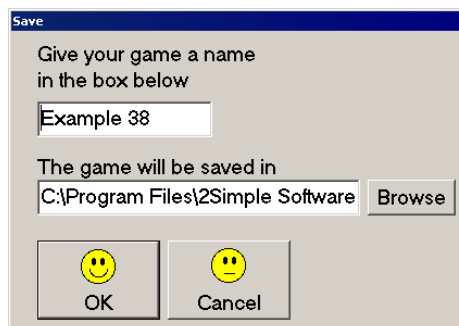 Save
Give your game a name
in the box below
Example 38
The game will be saved in
C:\Program Files\2Simple Software
Browse
OK
Cancel